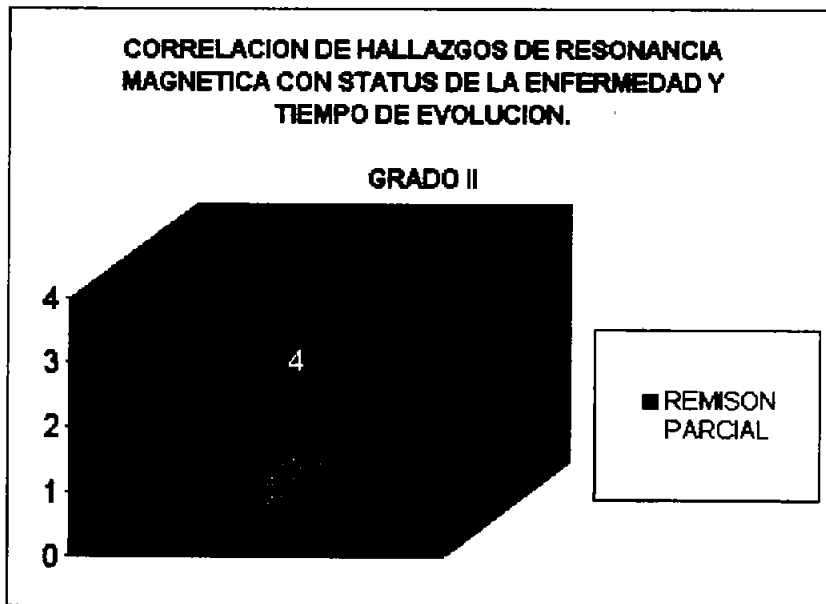 CORRELACION DE HALLAZGOS DE RESONANCIA
MAGNETICA CON STATUS DE LA ENFERMEDAD Y
TIEMPO DE EVOLUCION.
GRADO II
4
3
2
1
0
4
REMISON
PARCIAL